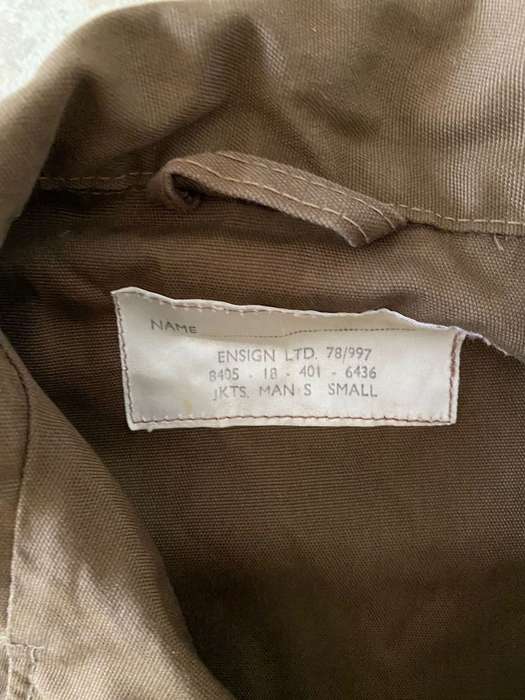 NAME
ENSIGN LTD. 78/997
8405 - 18 - 401 - 6436
JKTS. MAN S SMALL